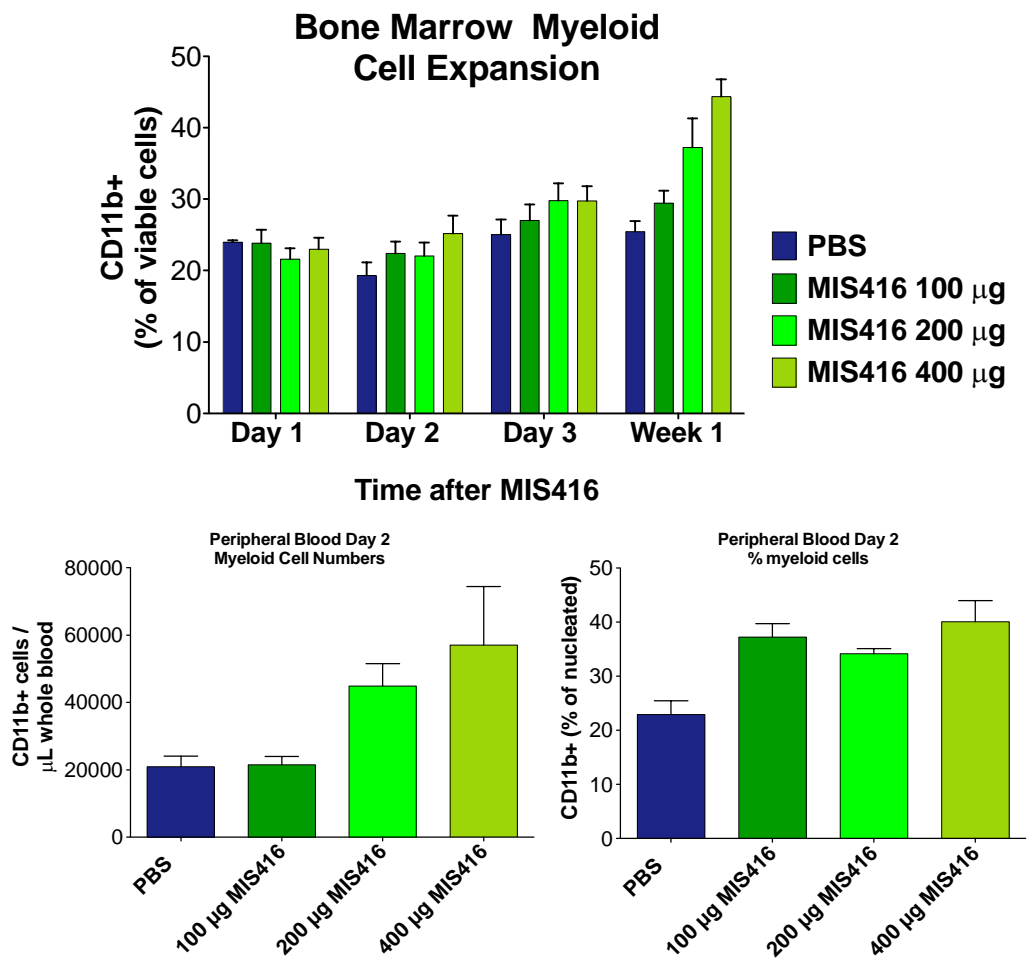 Bone Marrow  Myeloid
Cell Expansion
50
40
30
20
10
0
CD11b+
(% of viable cells)
Day 1
Day 2
Day 3
Week 1
Time after MIS416
PBS
MIS416 100 μg
MIS416 200 μg
MIS416 400 μg
Peripheral Blood Day 2
Myeloid Cell Numbers
80000
60000
40000
20000
0
CD11b+ cells /
μL whole blood
PBS
100 μg MIS416
200 μg MIS416
400 μg MIS416
Peripheral Blood Day 2
% myeloid cells
50
40
30
20
10
0
CD11b+ (% of nucleated)
PBS
100 μg MIS416
200 μg MIS416
400 μg MIS416